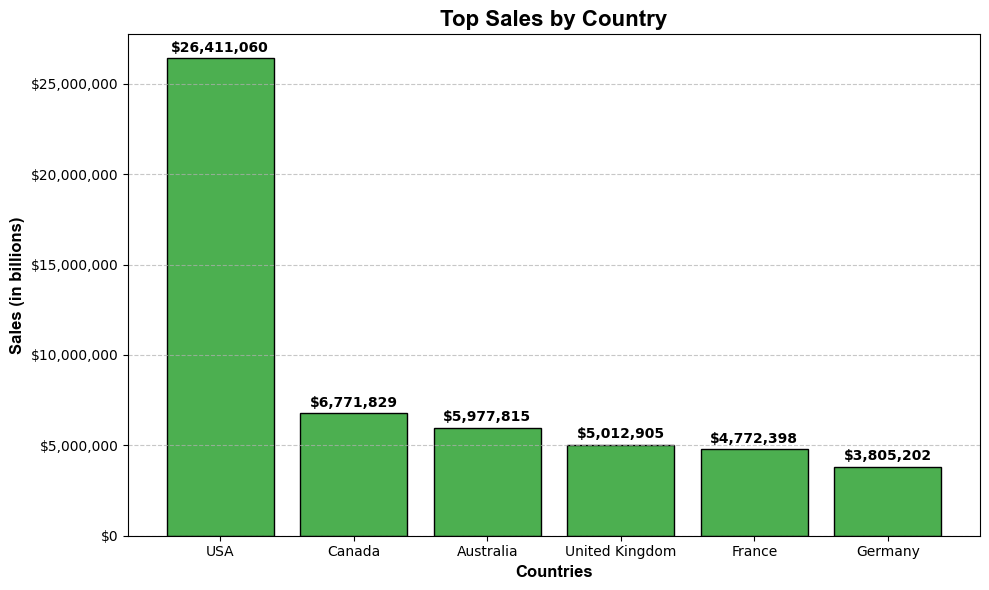 Top Sales by Country
Sales (in billions)
$25,000,000
$20,000,000
$15,000,000
$10,000,000
$5,000,000
$0
$26,411,060
$6,771,829
$5,977,815
$5,012,905
$4,772,398
$3,805,202
USA
Canada
Australia
United Kingdom
France
Germany
Countries